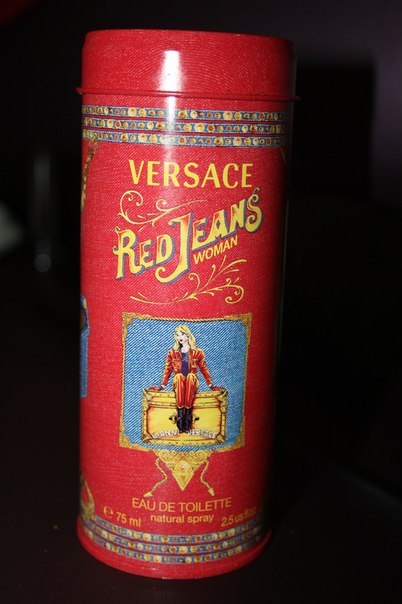 VERSACE
RED JEANS
WOMAN
EAU DE TOILETTE
℮ 75 ml natural spray 2.5 us fl.oz.